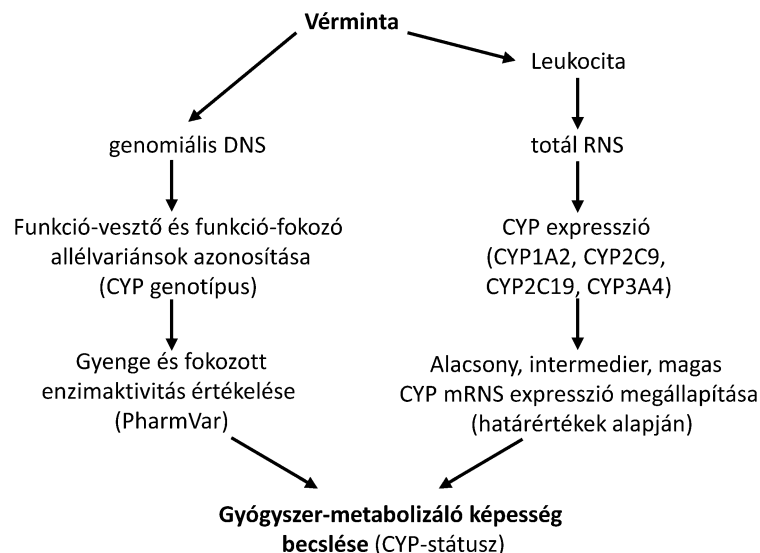 Vérminta
Leukocita
genomiális DNS
totál RNS
Funkció-vesztő és funkció-fokozó
allélvariánsok azonosítása
(CYP genotípus)
CYP expresszió
(CYP1A2, CYP2C9,
CYP2C19, CYP3A4)
Gyenge és fokozott
enzimaktivitás értékelése
(PharmVar)
Alacsony, intermedier, magas
CYP mRNS expresszió megállapítása
(határértékek alapján)
Gyógyszer-metabolizáló képesség
becslése (CYP-státusz)